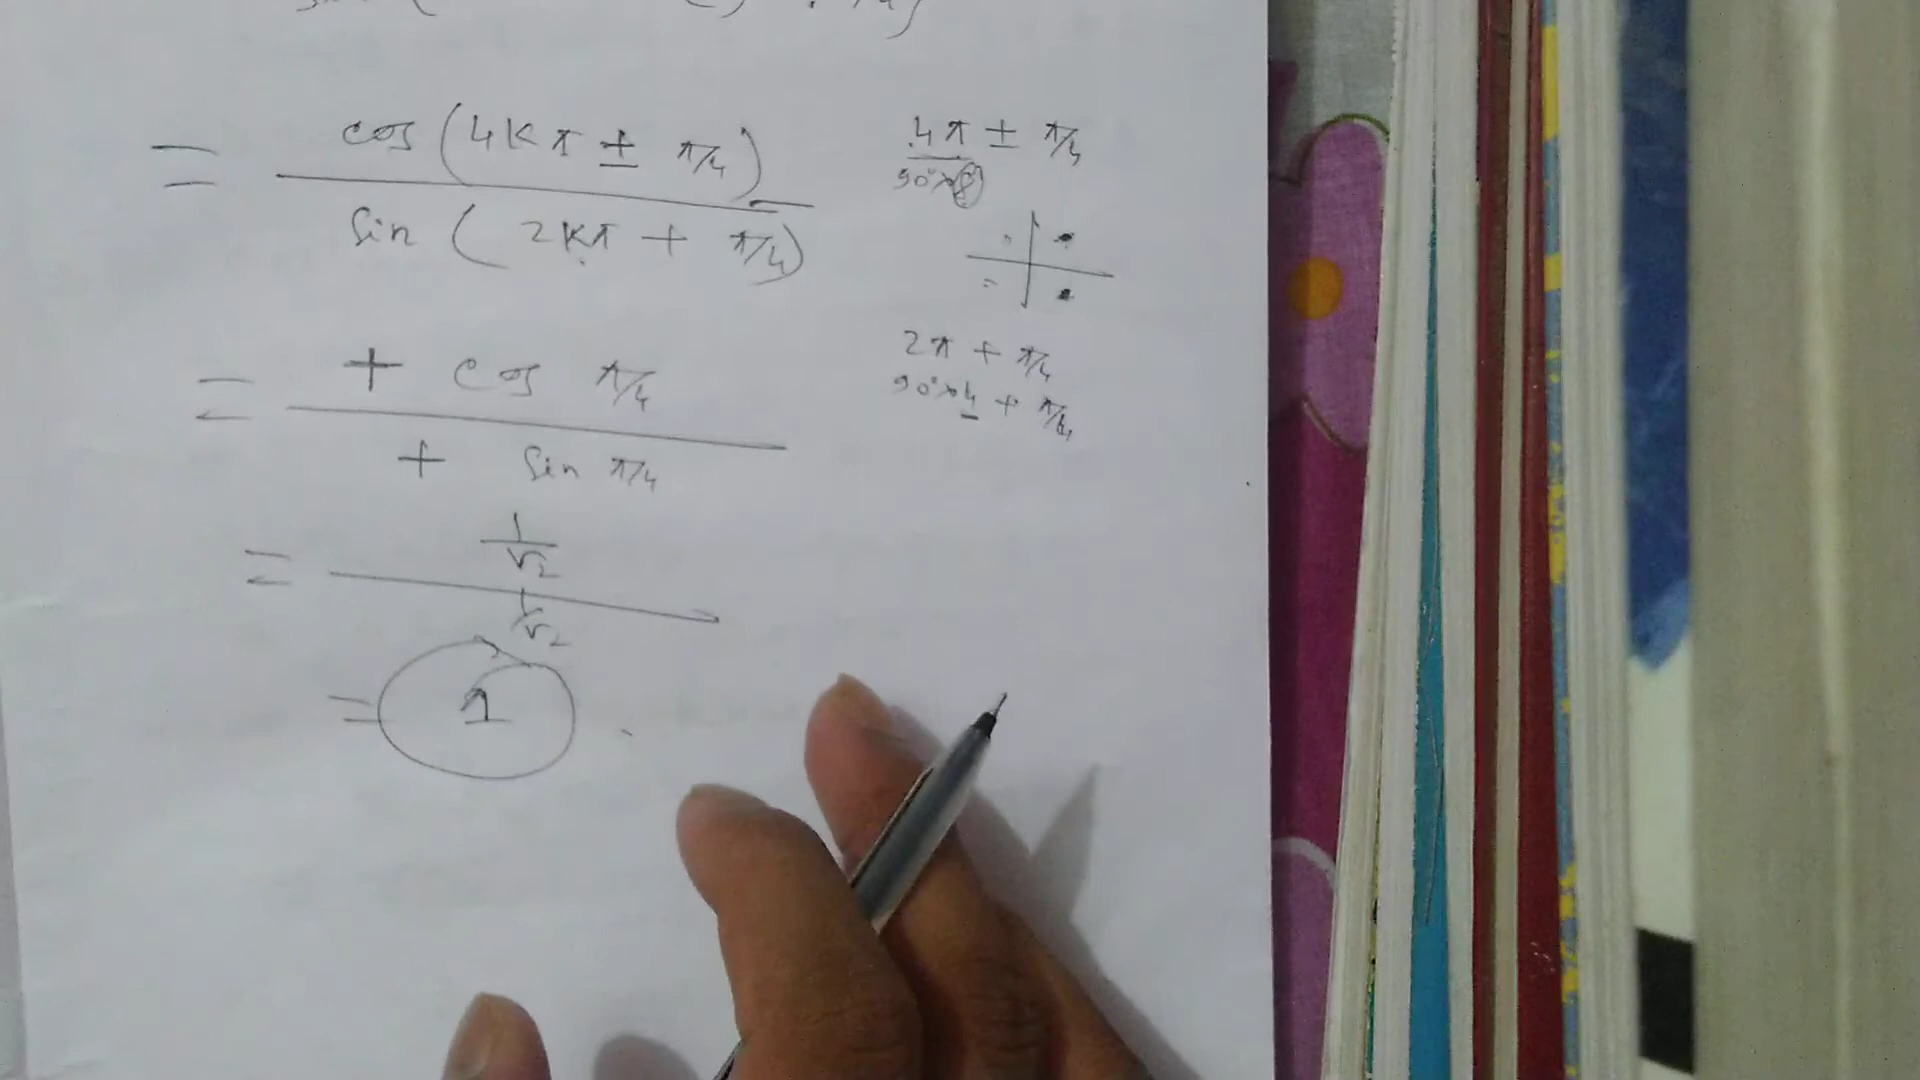 = cos (4Kπ ± π/4)
sin ( 2Kπ + π/4)
= + cos π/4
+ sin π/4
= 1/√2
1/√2
= 1
4π ± π/4
90°×8
2π + π/4
90°×4 + π/4